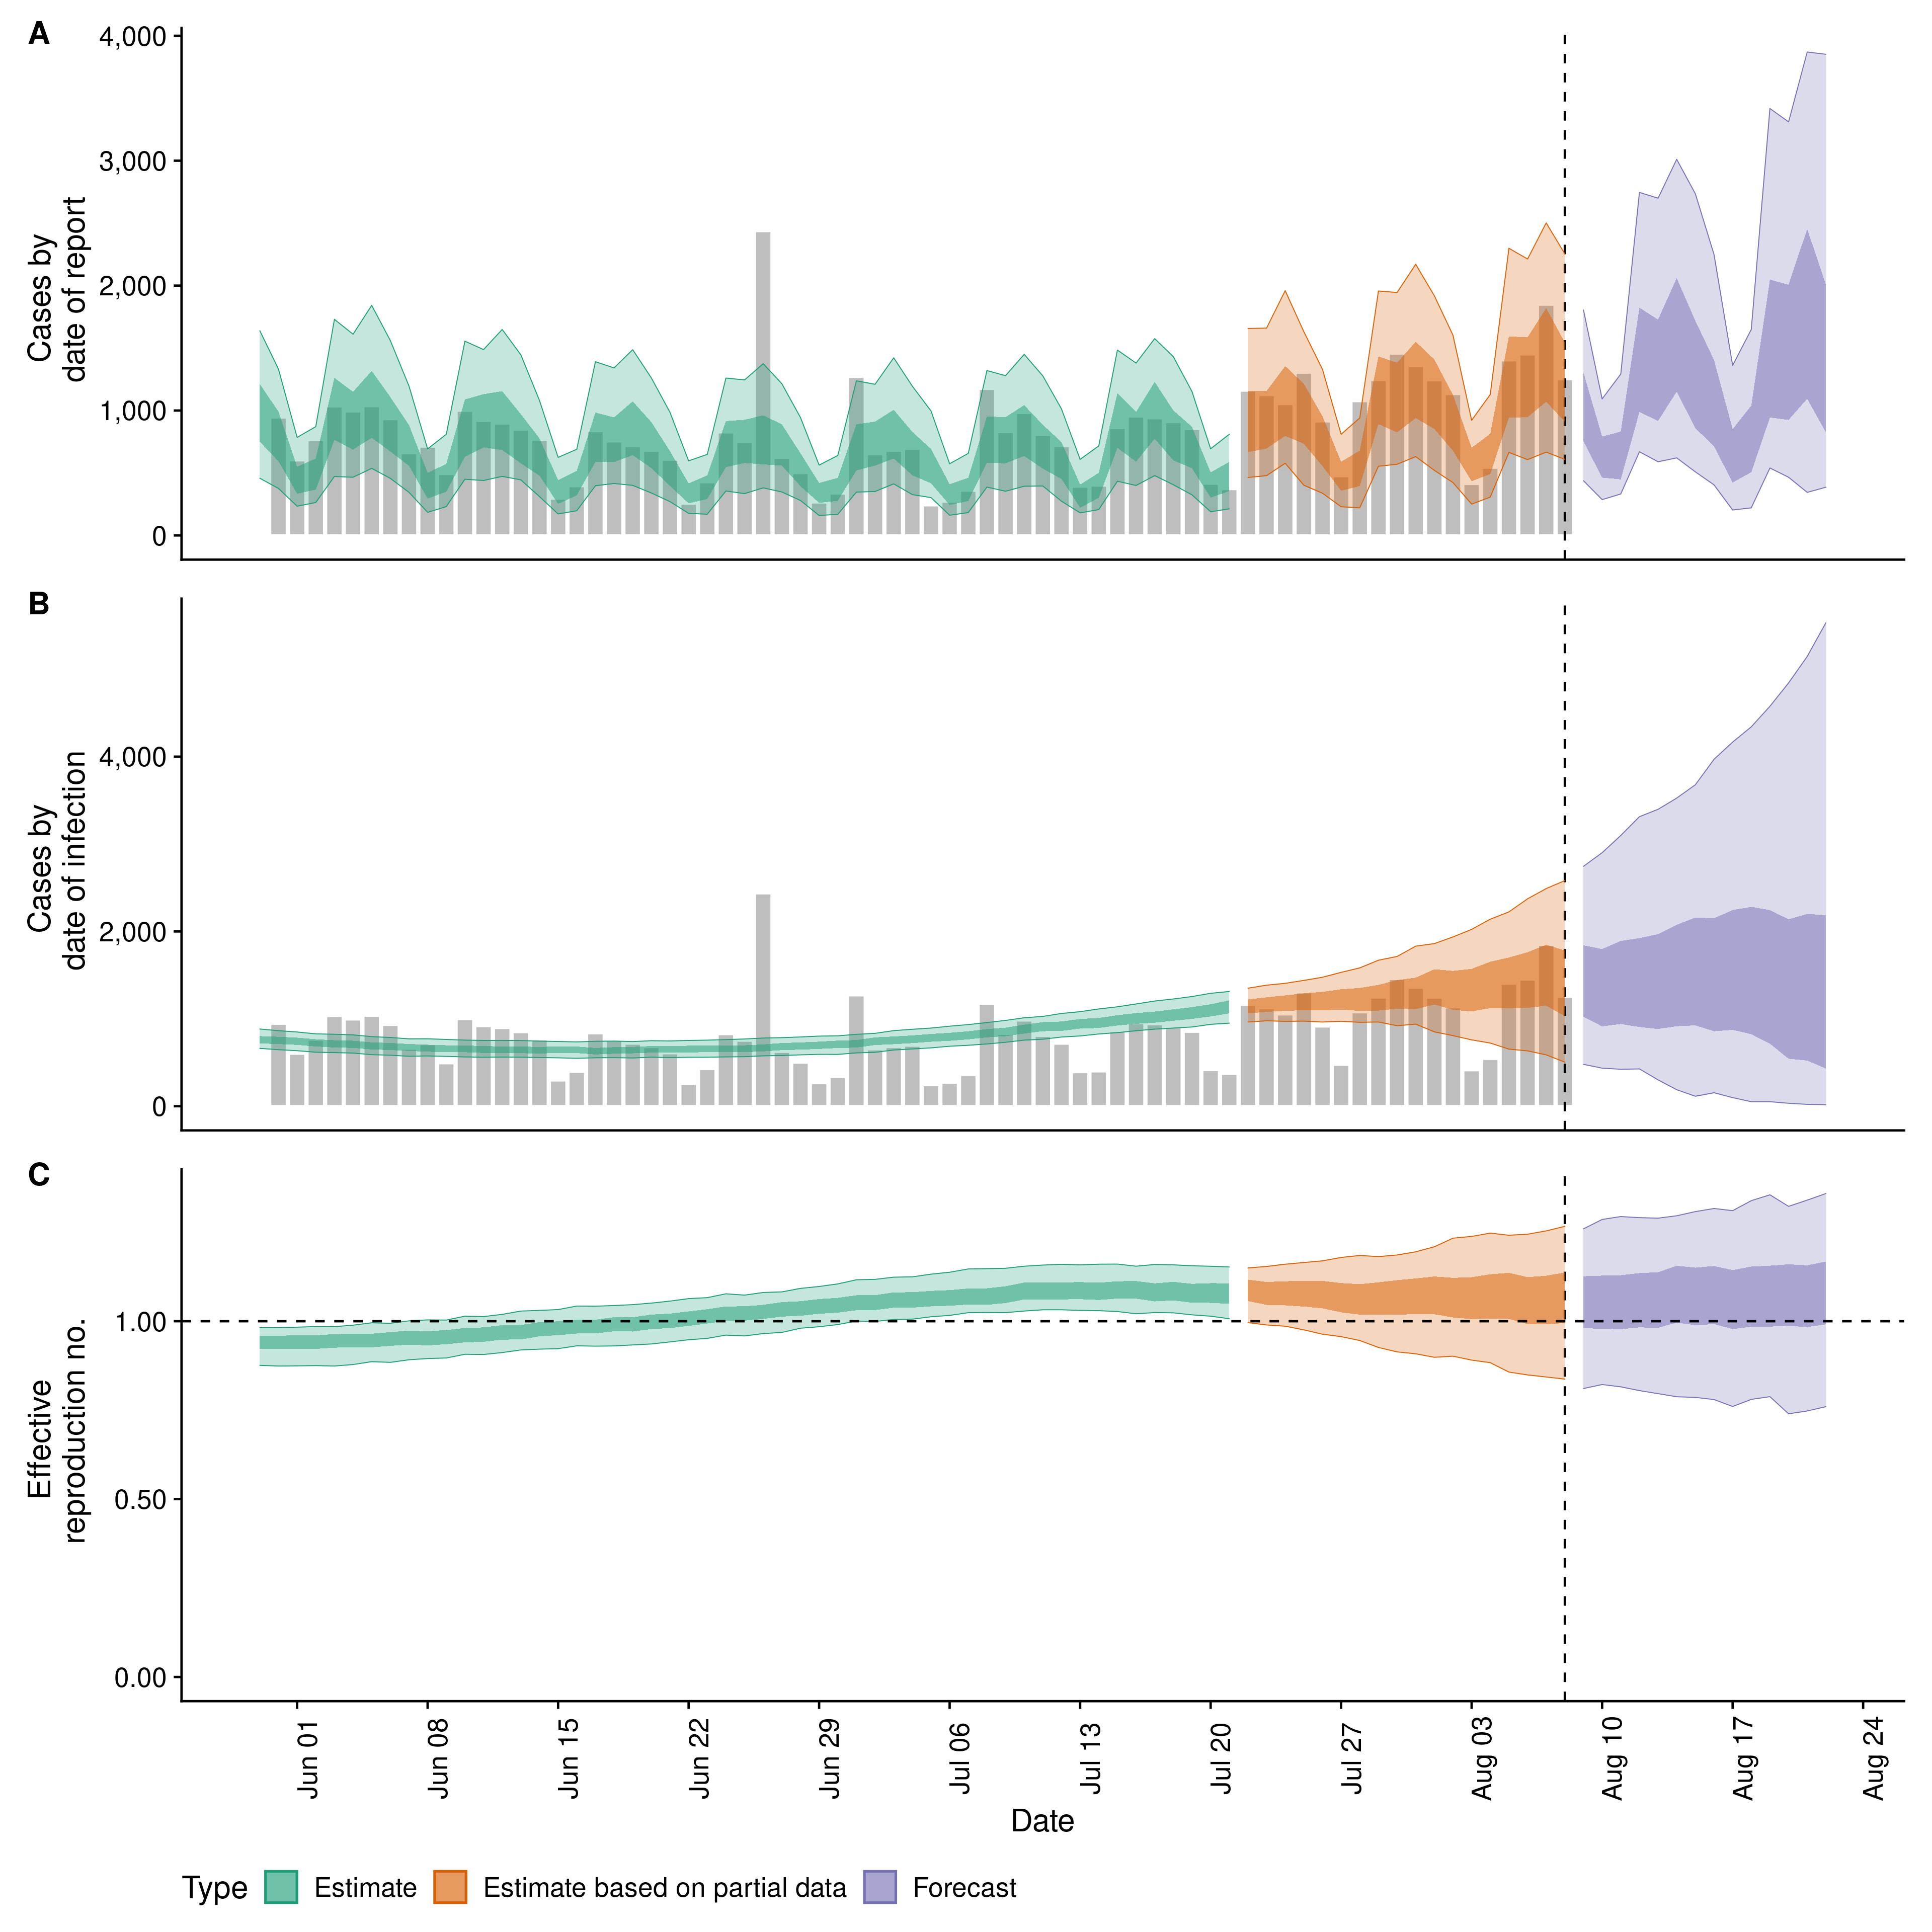 A
4,000
3,000
2,000
1,000
0
Cases by
date of report
B
4,000
2,000
0
Cases by
date of infection
C
1.00
0.50
0.00
Effective
reproduction no.
Jun 01
Jun 08
Jun 15
Jun 22
Jun 29
Jul 06
Jul 13
Jul 20
Jul 27
Aug 03
Aug 10
Aug 17
Aug 24
Date
Type Estimate Estimate based on partial data Forecast